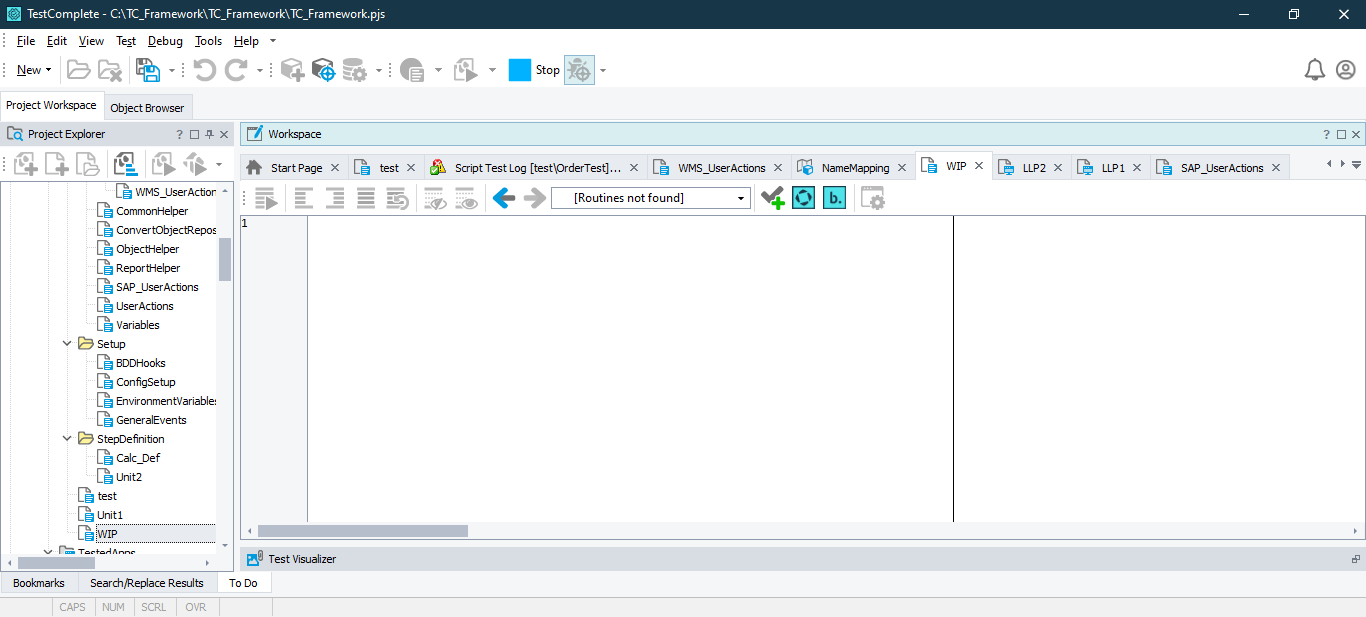 TestComplete - C:\TC_Framework\TC_Framework\TC_Framework.pjs
File Edit View Test Debug Tools Help
New Stop
Project Workspace Object Browser
Project Explorer ?
Workspace ?
Start Page test Script Test Log [test\OrderTest]... WMS_UserActions NameMapping WIP LLP2 LLP1 SAP_UserActions
[Routines not found] b.
1
WMS_UserAction
CommonHelper
ConvertObjectRepos
ObjectHelper
ReportHelper
SAP_UserActions
UserActions
Variables
Setup
BDDHooks
ConfigSetup
EnvironmentVariables
GeneralEvents
StepDefinition
Calc_Def
Unit2
test
Unit1
WIP
TestedApps
Test Visualizer
Bookmarks Search/Replace Results To Do
CAPS NUM SCRL OVR